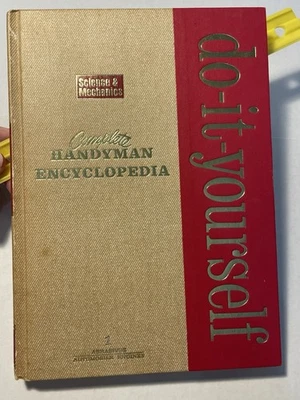 Science &
Mechanics
Complete
HANDYMAN
ENCYCLOPEDIA
do-it-yourself
1
ABRASIVES
AUTOMOBILE ENGINES